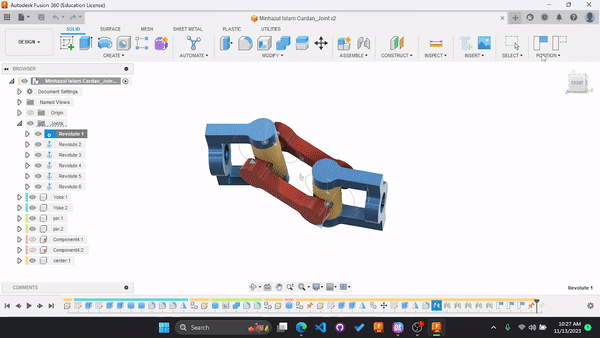 Autodesk Fusion 360 (Education License)
Minhazul Islam Cardan_Joint v2
SOLID
SURFACE
MESH
SHEET METAL
PLASTIC
UTILITIES
DESIGN
CREATE
AUTOMATE
MODIFY
ASSEMBLE
CONSTRUCT
INSPECT
INSERT
SELECT
POSITION
BROWSER
Minhazul Islam Cardan_Join...
Document Settings
Named Views
Origin
Joints
Revolute 1
Revolute 2
Revolute 3
Revolute 4
Revolute 5
Revolute 6
Yoke:1
Yoke:2
pin:1
pin:2
Component4:1
Component4:2
center:1
FRONT
COMMENTS
Revolute 1
Search
10:27 AM
11/13/2023